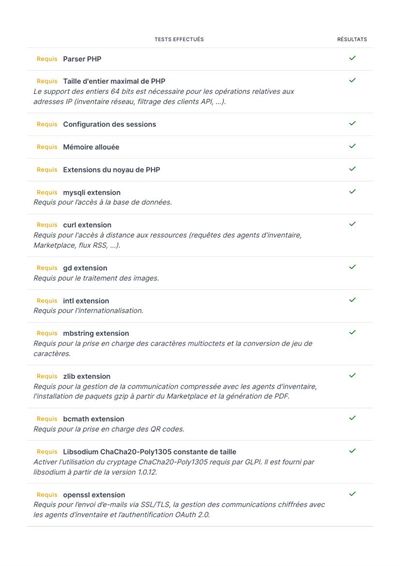 TESTS EFFECTUÉS RÉSULTATS
Requis Parser PHP
Requis Taille d'entier maximal de PHP
Le support des entiers 64 bits est nécessaire pour les opérations relatives aux
adresses IP (inventaire réseau, filtrage des clients API, ...).
Requis Configuration des sessions
Requis Mémoire allouée
Requis Extensions du noyau de PHP
Requis mysqli extension
Requis pour l'accès à la base de données.
Requis curl extension
Requis pour l'accès à distance aux ressources (requêtes des agents d'inventaire,
Marketplace, flux RSS, ...).
Requis gd extension
Requis pour le traitement des images.
Requis intl extension
Requis pour l'internationalisation.
Requis mbstring extension
Requis pour la prise en charge des caractères multioctets et la conversion de jeu de
caractères.
Requis zlib extension
Requis pour la gestion de la communication compressée avec les agents d'inventaire,
l'installation de paquets gzip à partir du Marketplace et la génération de PDF.
Requis bcmath extension
Requis pour la prise en charge des QR codes.
Requis Libsodium ChaCha20-Poly1305 constante de taille
Activer l'utilisation du cryptage ChaCha20-Poly1305 requis par GLPI. Il est fourni par
libsodium à partir de la version 1.0.12.
Requis openssl extension
Requis pour l'envoi d'e-mails via SSL/TLS, la gestion des communications chiffrées avec
les agents d'inventaire et l'authentification OAuth 2.0.